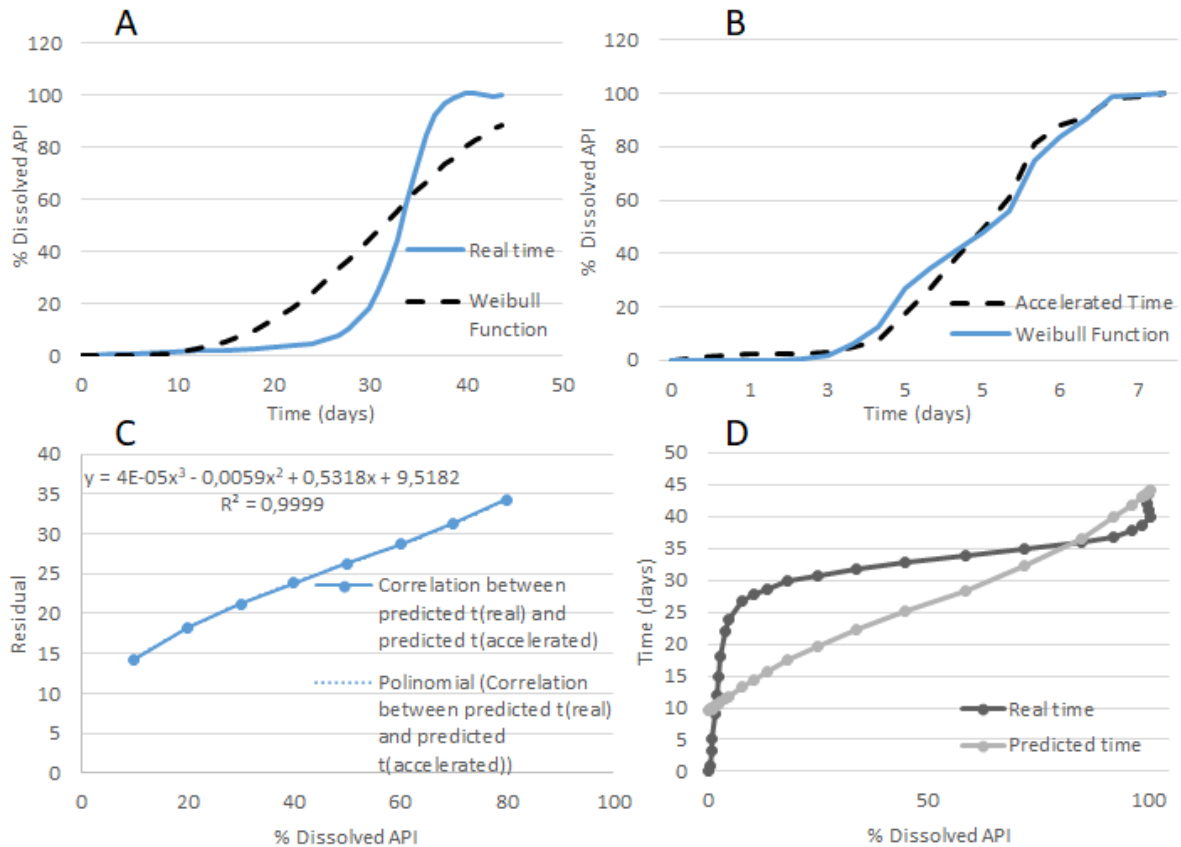 A
120
100
80
60
40
20
0
% Dissolved API
Real time
Weibull
Function
0 10 20 30 40 50
Time (days)
B
120
100
80
60
40
20
0
% Dissolved API
Accelerated Time
Weibull Function
0 1 3 5 5 6 7
Time (days)
C
40
35
30
25
20
15
10
5
0
Residual
y = 4E-05x³ - 0,0059x² + 0,5318x + 9,5182
R² = 0,9999
Correlation between
predicted t(real) and
predicted t(accelerated)
Polinomial (Correlation
between predicted t(real)
and predicted
t(accelerated))
0 20 40 60 80 100
% Dissolved API
D
50
45
40
35
30
25
20
15
10
5
0
Time (days)
Real time
Predicted time
0 50 100
% Dissolved API